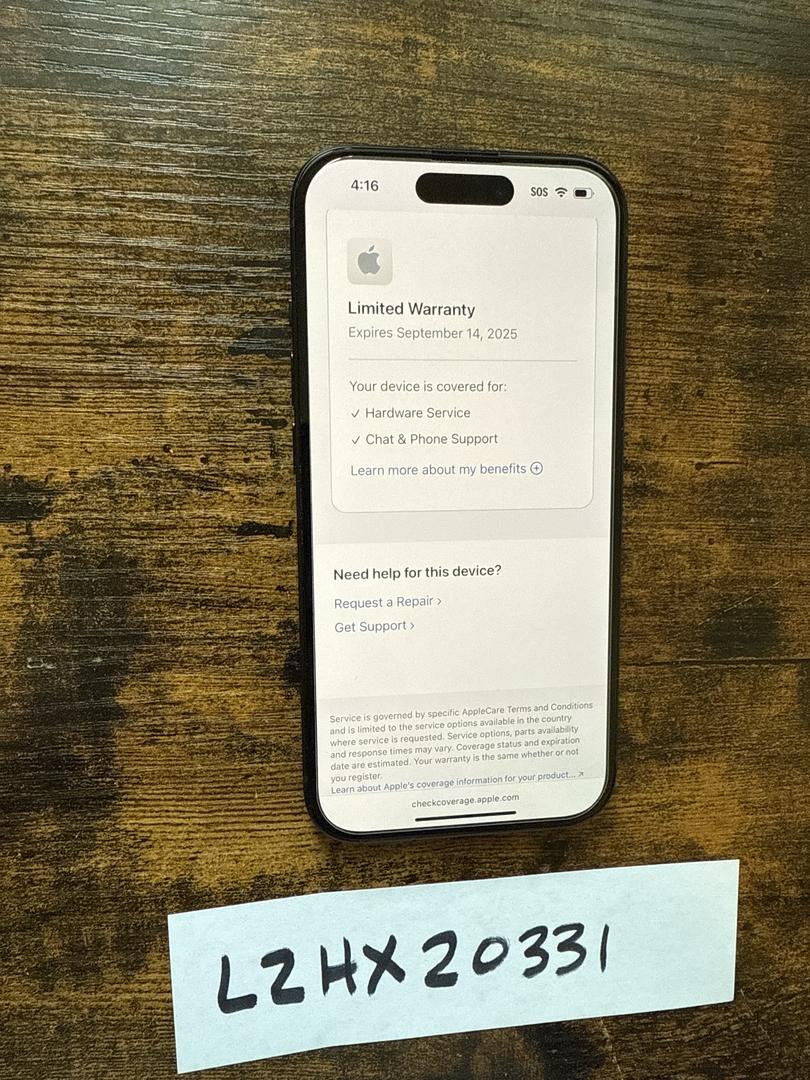 4:16
SOS
Limited Warranty
Expires September 14, 2025
Your device is covered for:
✓ Hardware Service
✓ Chat & Phone Support
Learn more about my benefits ⊕
Need help for this device?
Request a Repair ›
Get Support ›
Service is governed by specific AppleCare Terms and Conditions
and is limited to the service options available in the country
where service is requested. Service options, parts availability
and response times may vary. Coverage status and expiration
date are estimated. Your warranty is the same whether or not
you register.
Learn about Apple's coverage information for your product... ↗
checkcoverage.apple.com
L2HX20331